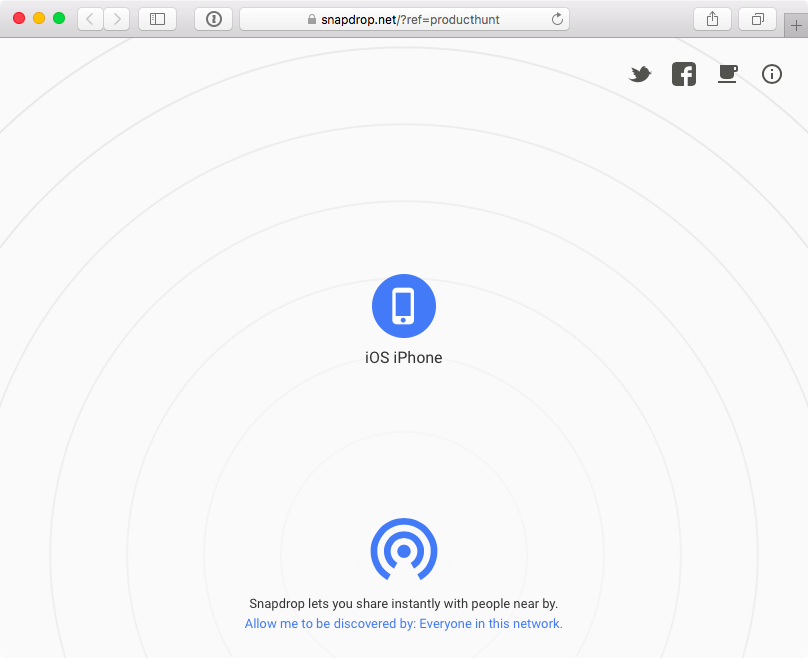 snapdrop.net/?ref=producthunt
iOS iPhone
Snapdrop lets you share instantly with people near by.
Allow me to be discovered by: Everyone in this network.